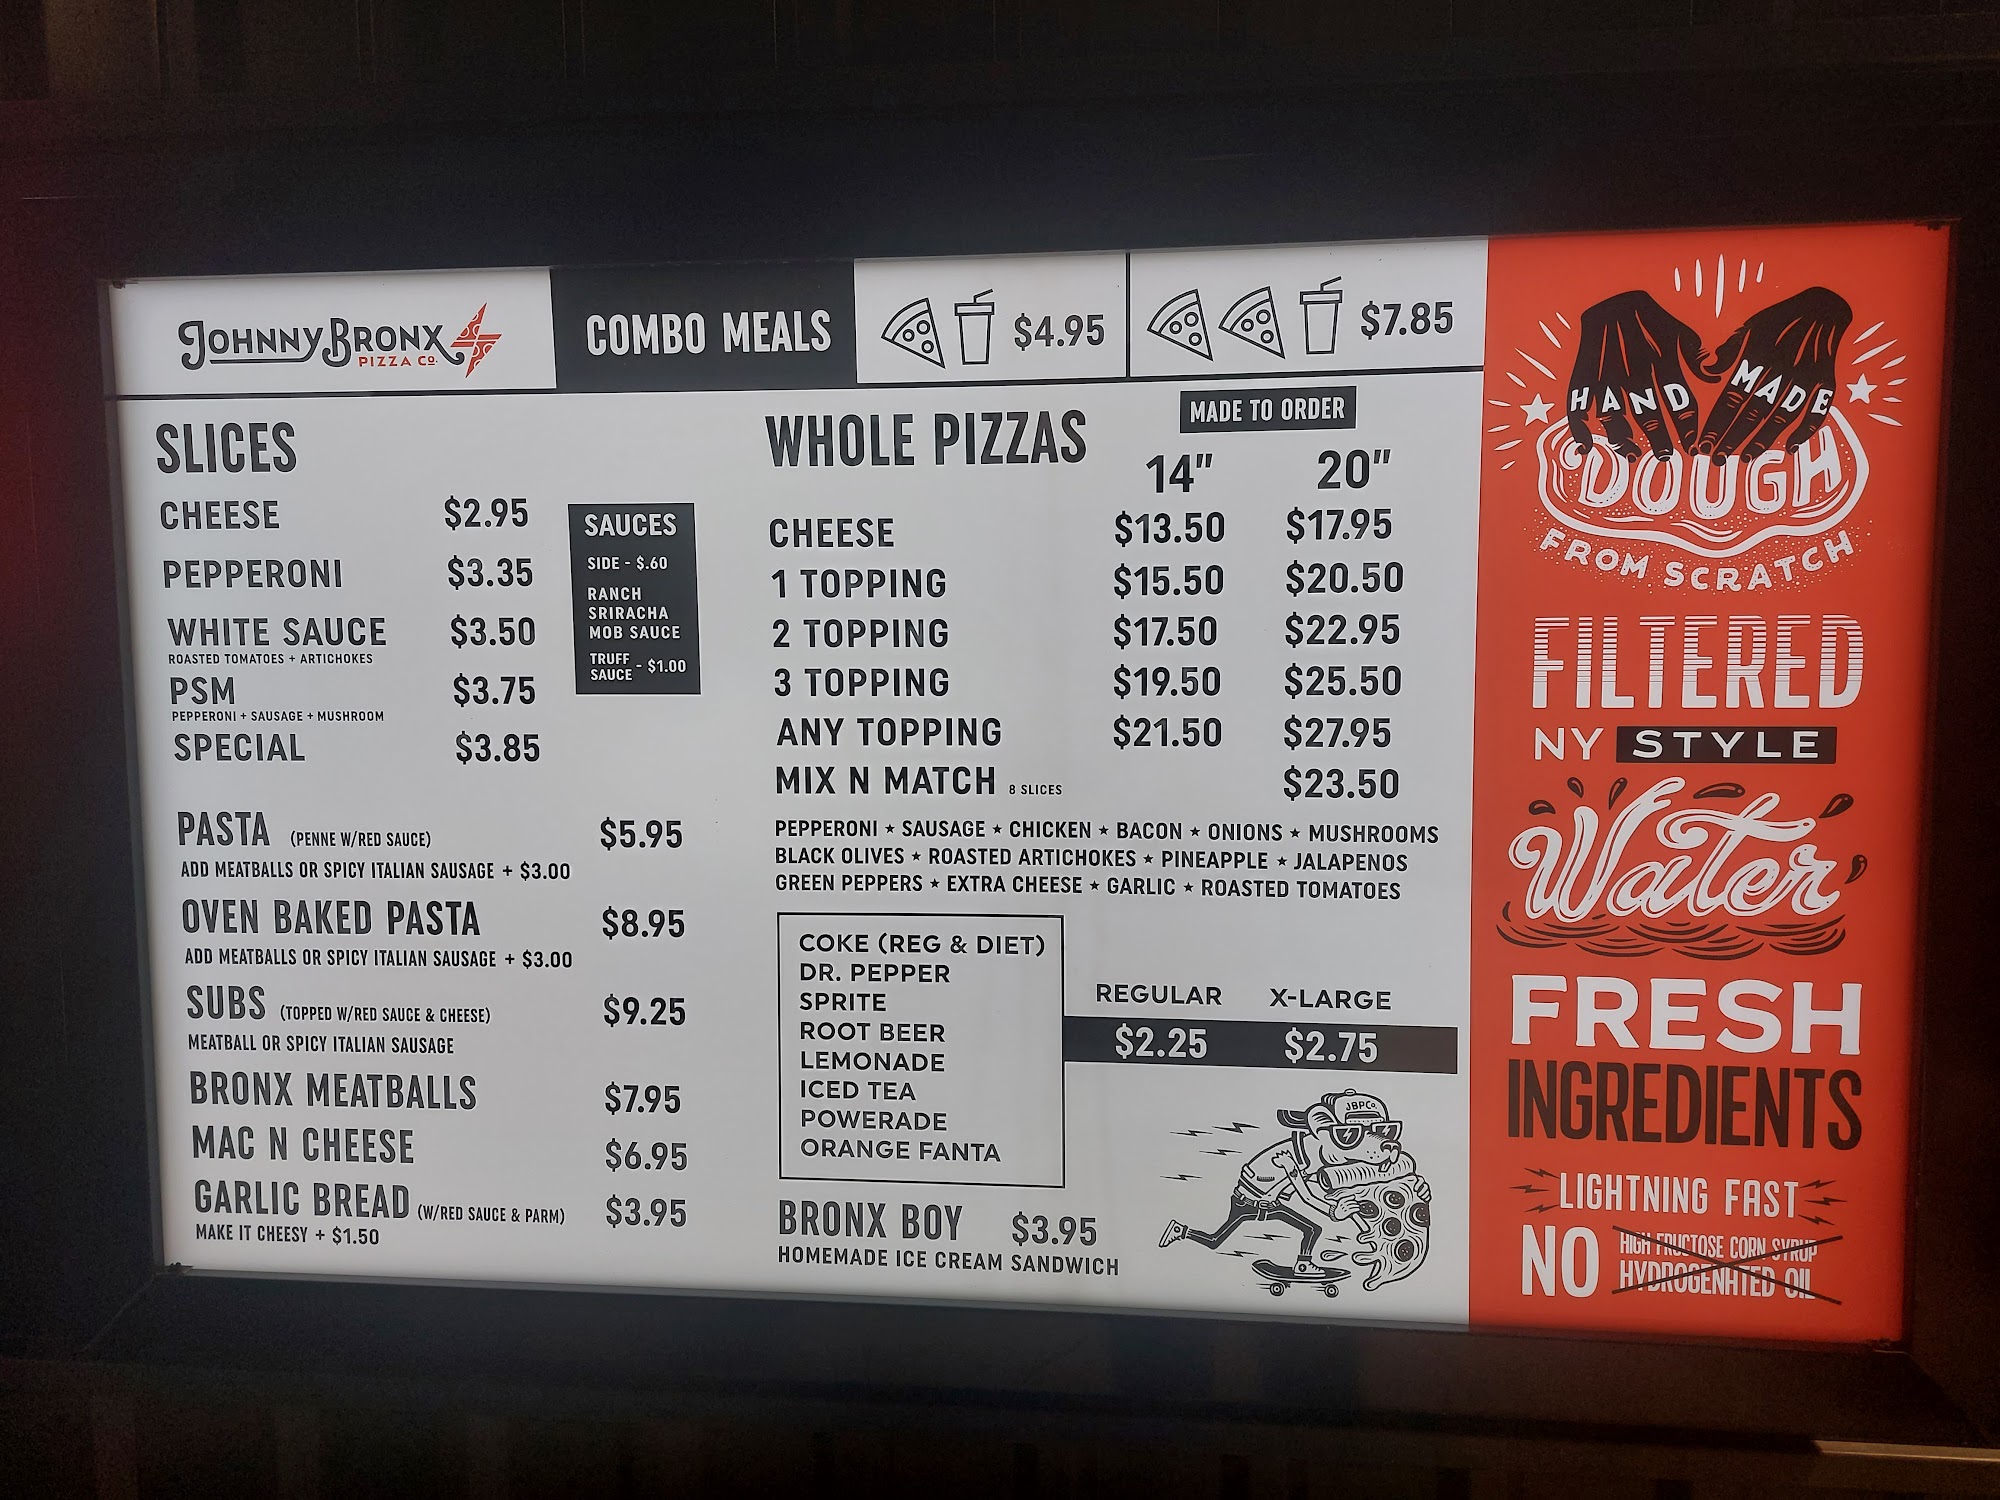 JOHNNY BRONX
PIZZA CO.
COMBO MEALS
$4.95
$7.85
SLICES
CHEESE $2.95
PEPPERONI $3.35
WHITE SAUCE $3.50
ROASTED TOMATOES + ARTICHOKES
PSM $3.75
PEPPERONI + SAUSAGE + MUSHROOM
SPECIAL $3.85
SAUCES
SIDE - $.60
RANCH
SRIRACHA
MOB SAUCE
TRUFF
SAUCE - $1.00
PASTA (PENNE W/RED SAUCE) $5.95
ADD MEATBALLS OR SPICY ITALIAN SAUSAGE + $3.00
OVEN BAKED PASTA $8.95
ADD MEATBALLS OR SPICY ITALIAN SAUSAGE + $3.00
SUBS (TOPPED W/RED SAUCE & CHEESE) $9.25
MEATBALL OR SPICY ITALIAN SAUSAGE
BRONX MEATBALLS $7.95
MAC N CHEESE $6.95
GARLIC BREAD (W/RED SAUCE & PARM) $3.95
MAKE IT CHEESY + $1.50
WHOLE PIZZAS
MADE TO ORDER
14" 20"
CHEESE $13.50 $17.95
1 TOPPING $15.50 $20.50
2 TOPPING $17.50 $22.95
3 TOPPING $19.50 $25.50
ANY TOPPING $21.50 $27.95
MIX N MATCH 8 SLICES $23.50
PEPPERONI ★ SAUSAGE ★ CHICKEN ★ BACON ★ ONIONS ★ MUSHROOMS
BLACK OLIVES ★ ROASTED ARTICHOKES ★ PINEAPPLE ★ JALAPENOS
GREEN PEPPERS ★ EXTRA CHEESE ★ GARLIC ★ ROASTED TOMATOES
COKE (REG & DIET)
DR. PEPPER
SPRITE
ROOT BEER
LEMONADE
ICED TEA
POWERADE
ORANGE FANTA
REGULAR X-LARGE
$2.25 $2.75
JBPCo.
BRONX BOY $3.95
HOMEMADE ICE CREAM SANDWICH
HAND MADE
DOUGH
FROM SCRATCH
FILTERED
NY STYLE
Water
FRESH
INGREDIENTS
LIGHTNING FAST
NO HIGH FRUCTOSE CORN SYRUP
HYDROGENATED OIL